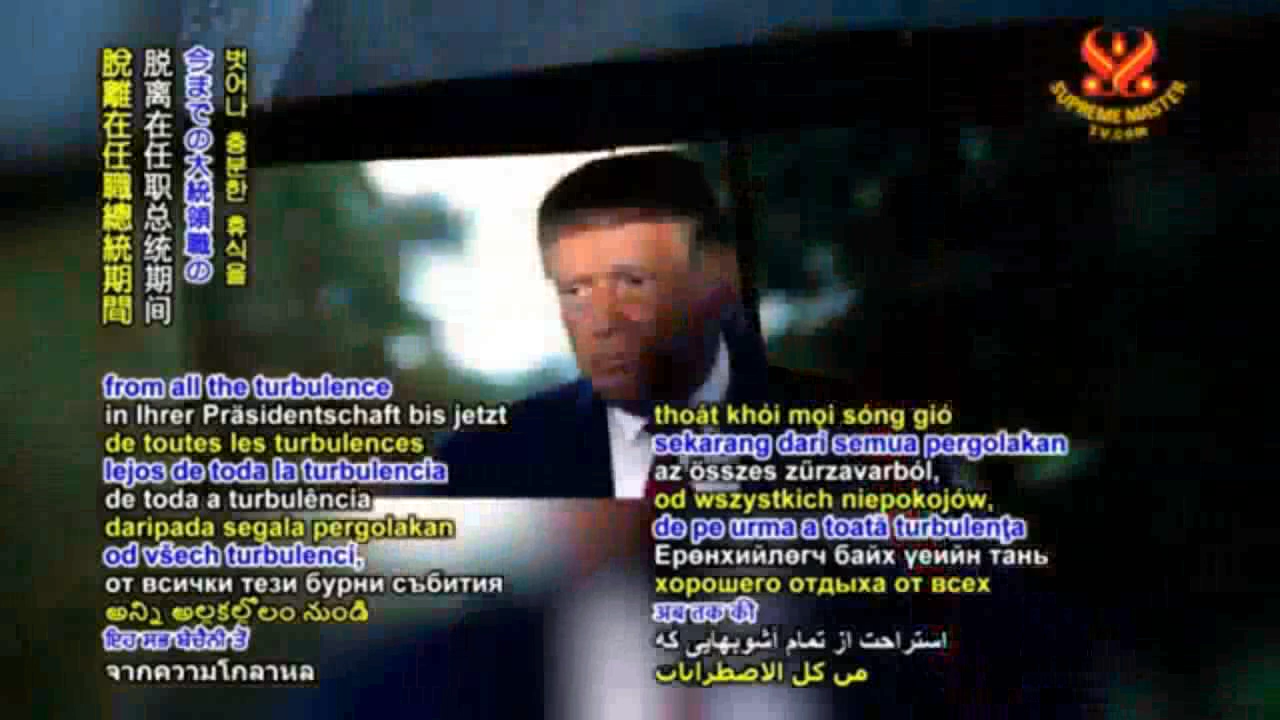 脫離在任職總統期間
脱离在任职总统期间
今までの大統領職の
벗어나 충분한 휴식을
SUPREME MASTER
TV.com
from all the turbulence
in Ihrer Präsidentschaft bis jetzt
de toutes les turbulences
lejos de toda la turbulencia
de toda a turbulência
daripada segala pergolakan
od všech turbulencí,
от всички тези бурни събития
అన్ని అల్లకల్లోలం నుండి
ਇਹ ਸਭ ਬੇਚੈਨੀ ਤੋਂ
จากความโกลาหล
thoát khỏi mọi sóng gió
sekarang dari semua pergolakan
az összes zűrzavarból,
od wszystkich niepokojów,
de pe urma a toată turbulenţa
Ерөнхийлөгч байх үеийн тань
хорошего отдыха от всех
अब तक की
استراحت از تمام آشوبهایی که
من كل الاضطرابات